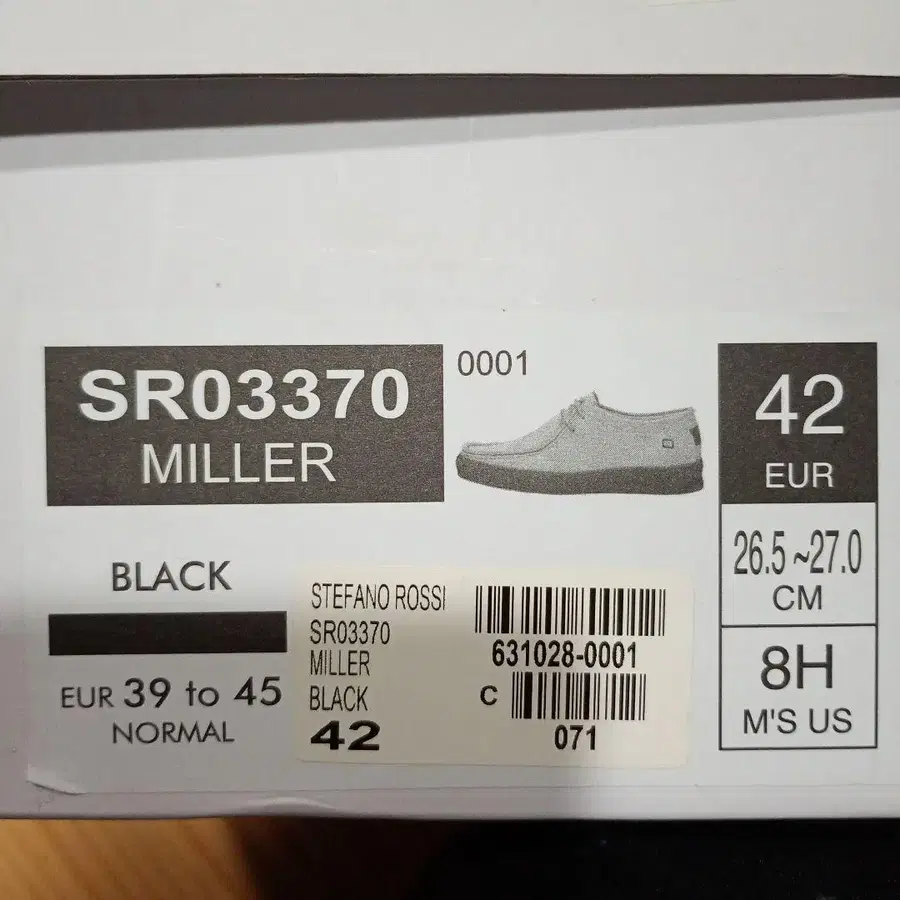 SR03370
MILLER
0001
42
EUR
26.5 ~27.0
CM
8H
M'S US
BLACK
EUR 39 to 45
NORMAL
STEFANO ROSSI
SR03370
MILLER
BLACK
42
631028-0001
C
071